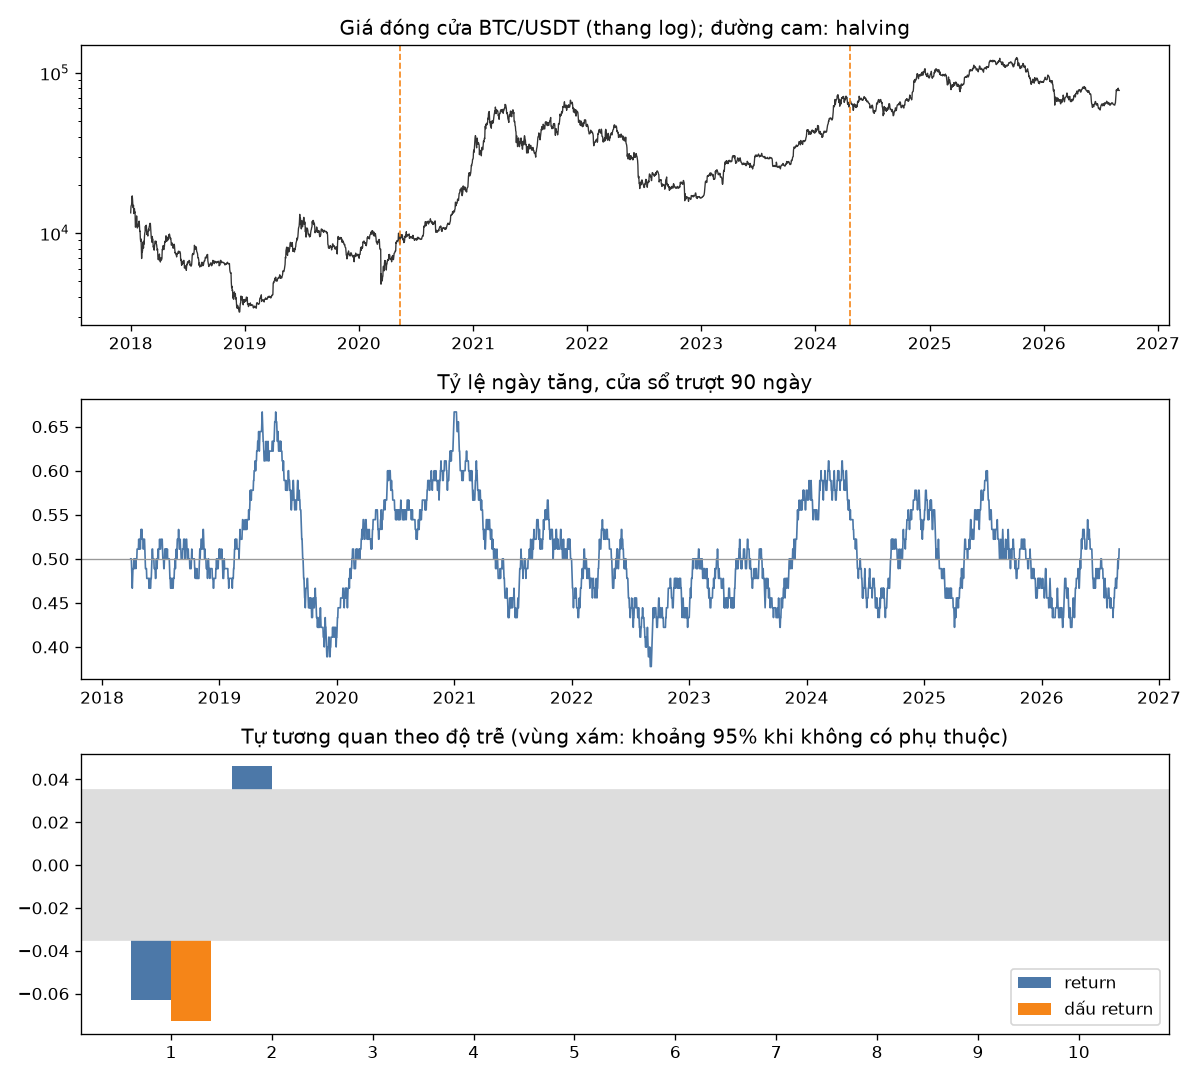 Giá đóng cửa BTC/USDT (thang log); đường cam: halving
10⁵
10⁴
2018 2019 2020 2021 2022 2023 2024 2025 2026 2027
Tỷ lệ ngày tăng, cửa sổ trượt 90 ngày
0.65
0.60
0.55
0.50
0.45
0.40
2018 2019 2020 2021 2022 2023 2024 2025 2026 2027
Tự tương quan theo độ trễ (vùng xám: khoảng 95% khi không có phụ thuộc)
0.04
0.02
0.00
−0.02
−0.04
−0.06
return
dấu return
1 2 3 4 5 6 7 8 9 10